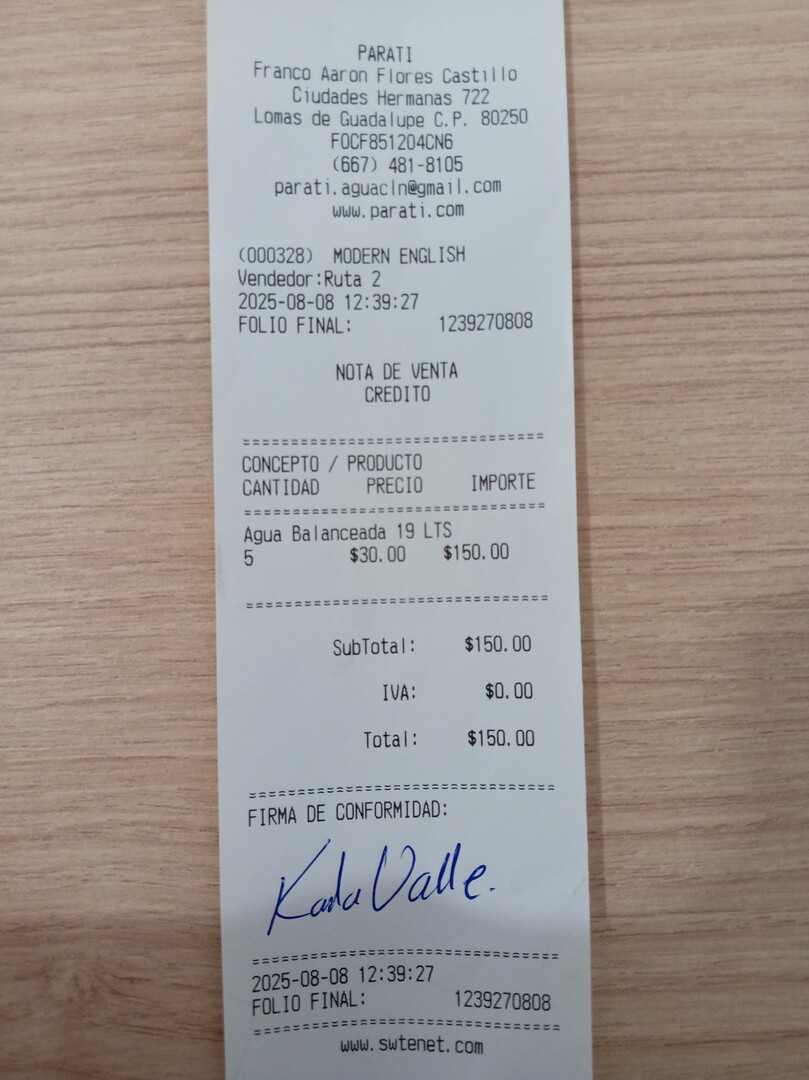 PARATI
Franco Aaron Flores Castillo
Ciudades Hermanas 722
Lomas de Guadalupe C.P. 80250
FOCF851204CN6
(667) 481-8105
parati.aguacln@gmail.com
www.parati.com
(000328) MODERN ENGLISH
Vendedor:Ruta 2
2025-08-08 12:39:27
FOLIO FINAL: 1239270808
NOTA DE VENTA
CREDITO
================================
CONCEPTO / PRODUCTO
CANTIDAD PRECIO IMPORTE
================================
Agua Balanceada 19 LTS
5 $30.00 $150.00
================================
SubTotal: $150.00
IVA: $0.00
Total: $150.00
================================
FIRMA DE CONFORMIDAD:
Karla Valle.
================================
2025-08-08 12:39:27
FOLIO FINAL: 1239270808
================================
www.swtenet.com